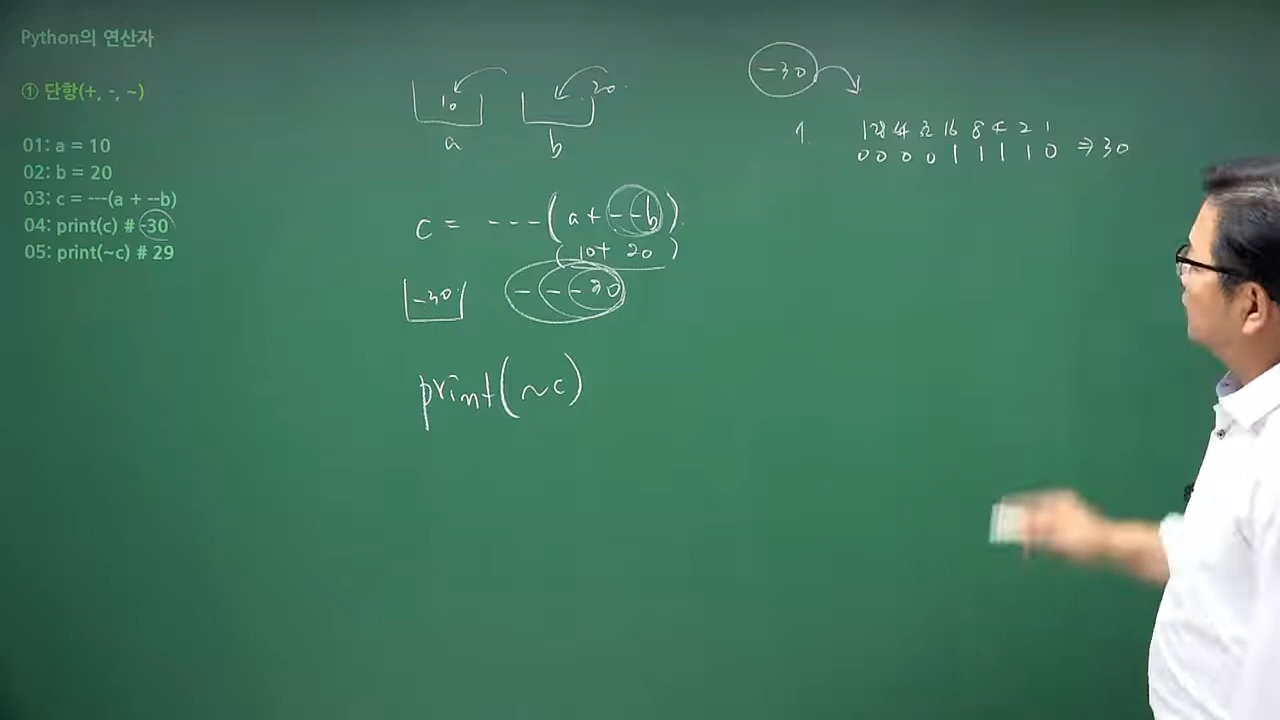 Python의 연산자
① 단항(+, -, ~)
01: a = 10
02: b = 20
03: c = ---(a + --b)
04: print(c) # -30
05: print(~c) # 29
10
20.
a
b
c = ---(a + --b).
(10+ 20)
-30
---30
print(~c)
-30
1. 128 64 32 16 8 4 2 1
0 0 0 0 1 1 1 1 0 ⇒ 30